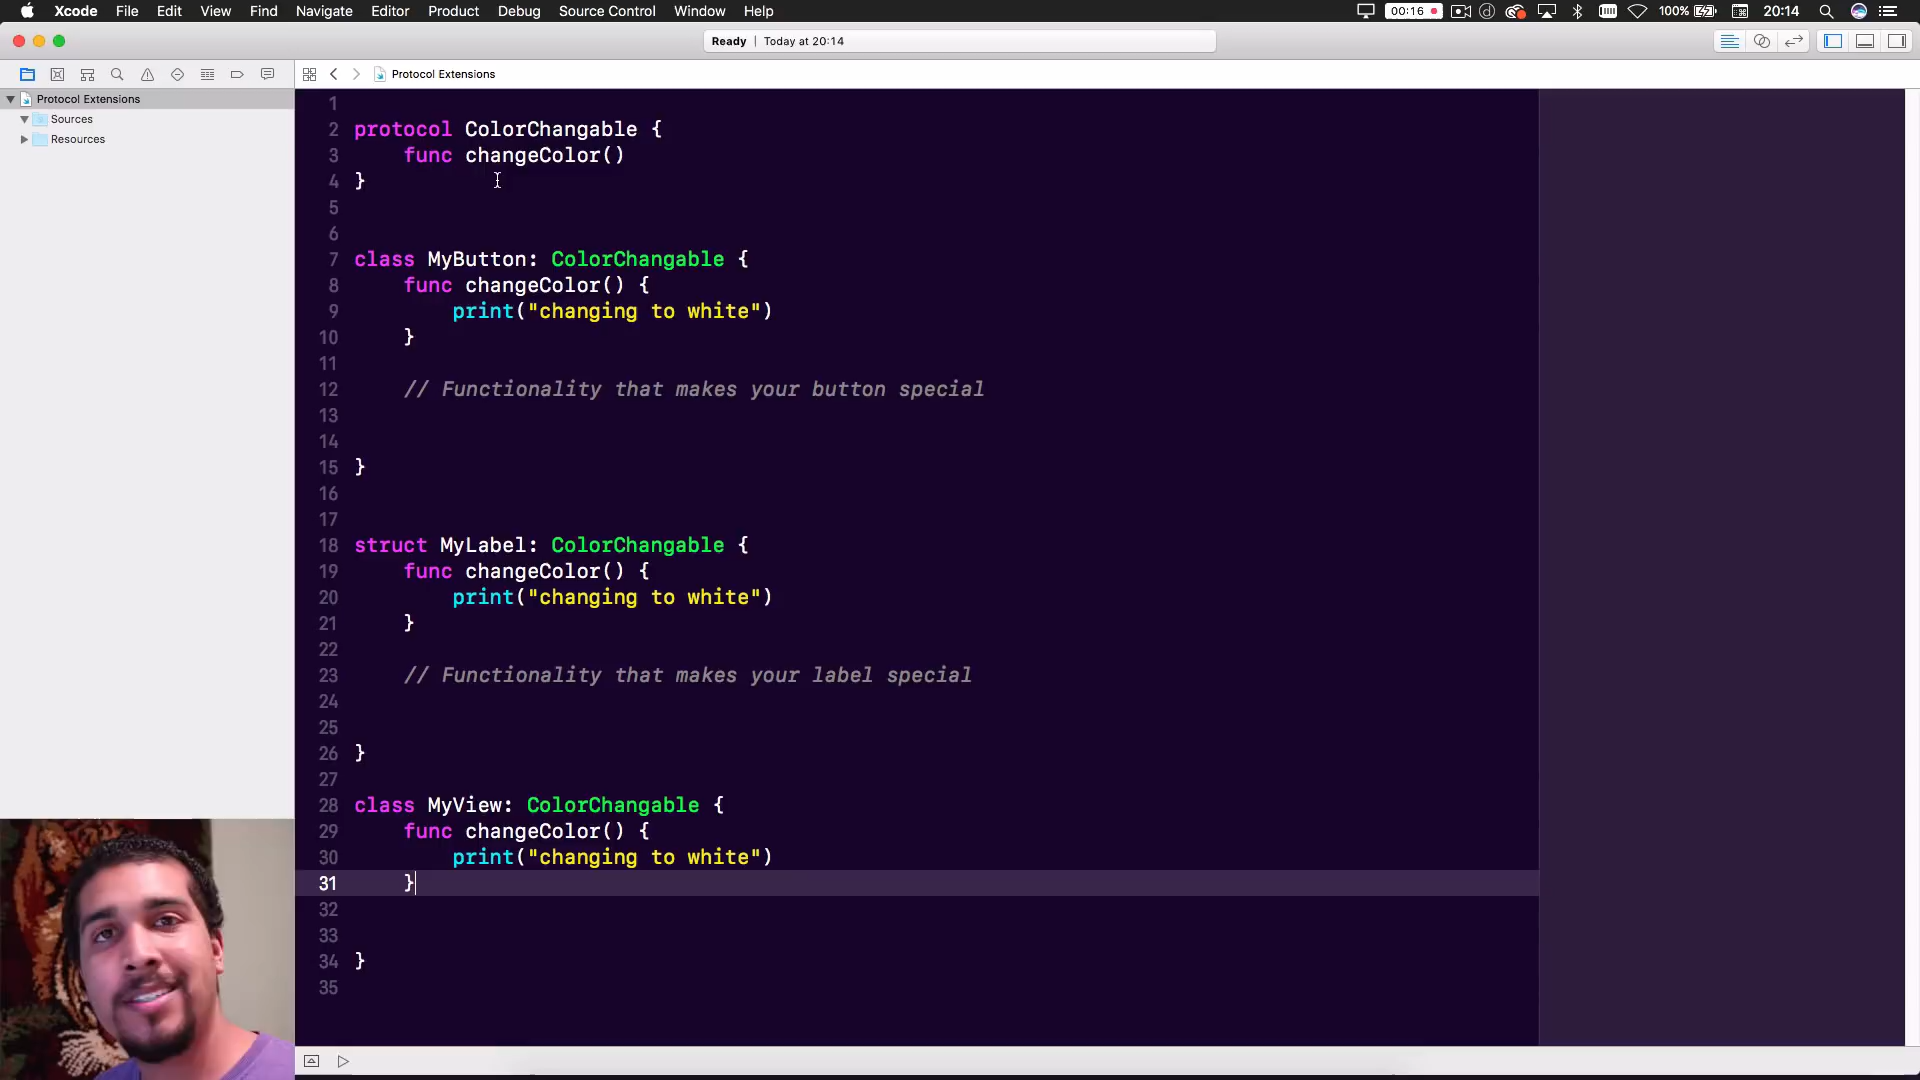 Xcode File Edit View Find Navigate Editor Product Debug Source Control Window Help 00:16 100% 20:14
Ready | Today at 20:14
Protocol Extensions
Protocol Extensions
Sources
Resources
1
2 protocol ColorChangable {
3 func changeColor()
4 }
5
6
7 class MyButton: ColorChangable {
8 func changeColor() {
9 print("changing to white")
10 }
11
12 // Functionality that makes your button special
13
14
15 }
16
17
18 struct MyLabel: ColorChangable {
19 func changeColor() {
20 print("changing to white")
21 }
22
23 // Functionality that makes your label special
24
25
26 }
27
28 class MyView: ColorChangable {
29 func changeColor() {
30 print("changing to white")
31 }
32
33
34 }
35